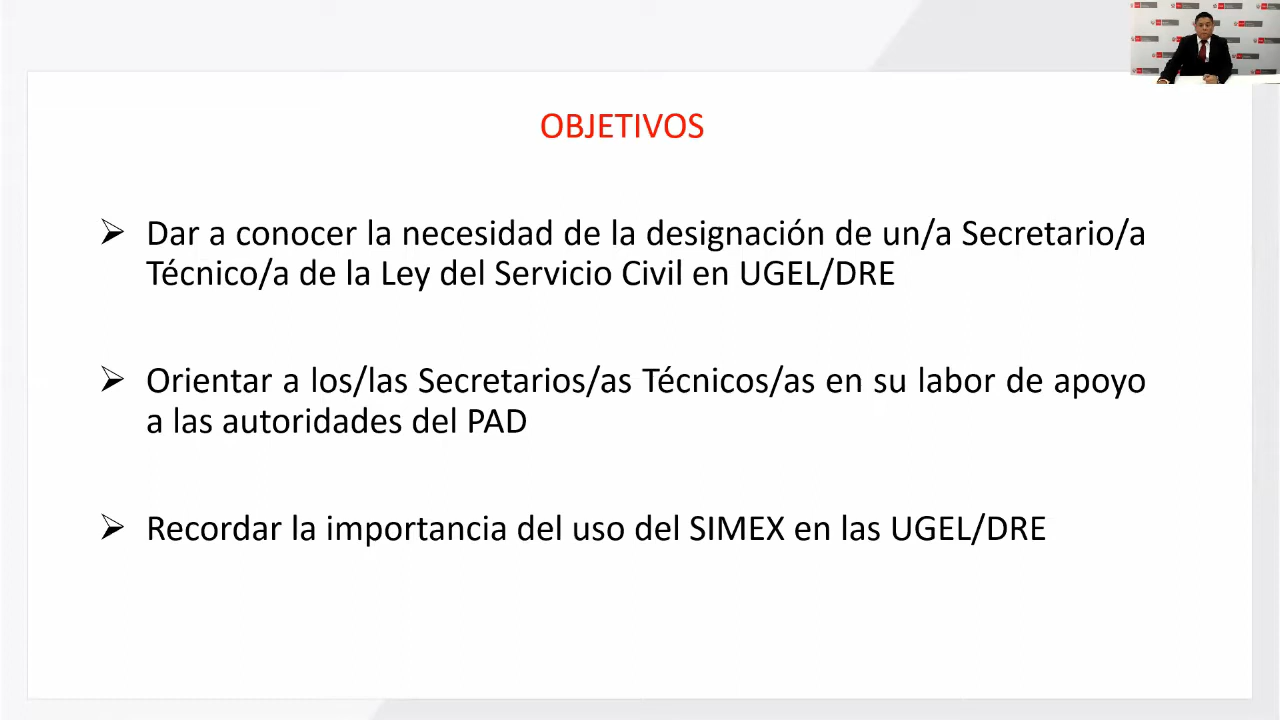 OBJETIVOS
Dar a conocer la necesidad de la designación de un/a Secretario/a
Técnico/a de la Ley del Servicio Civil en UGEL/DRE
Orientar a los/las Secretarios/as Técnicos/as en su labor de apoyo
a las autoridades del PAD
Recordar la importancia del uso del SIMEX en las UGEL/DRE